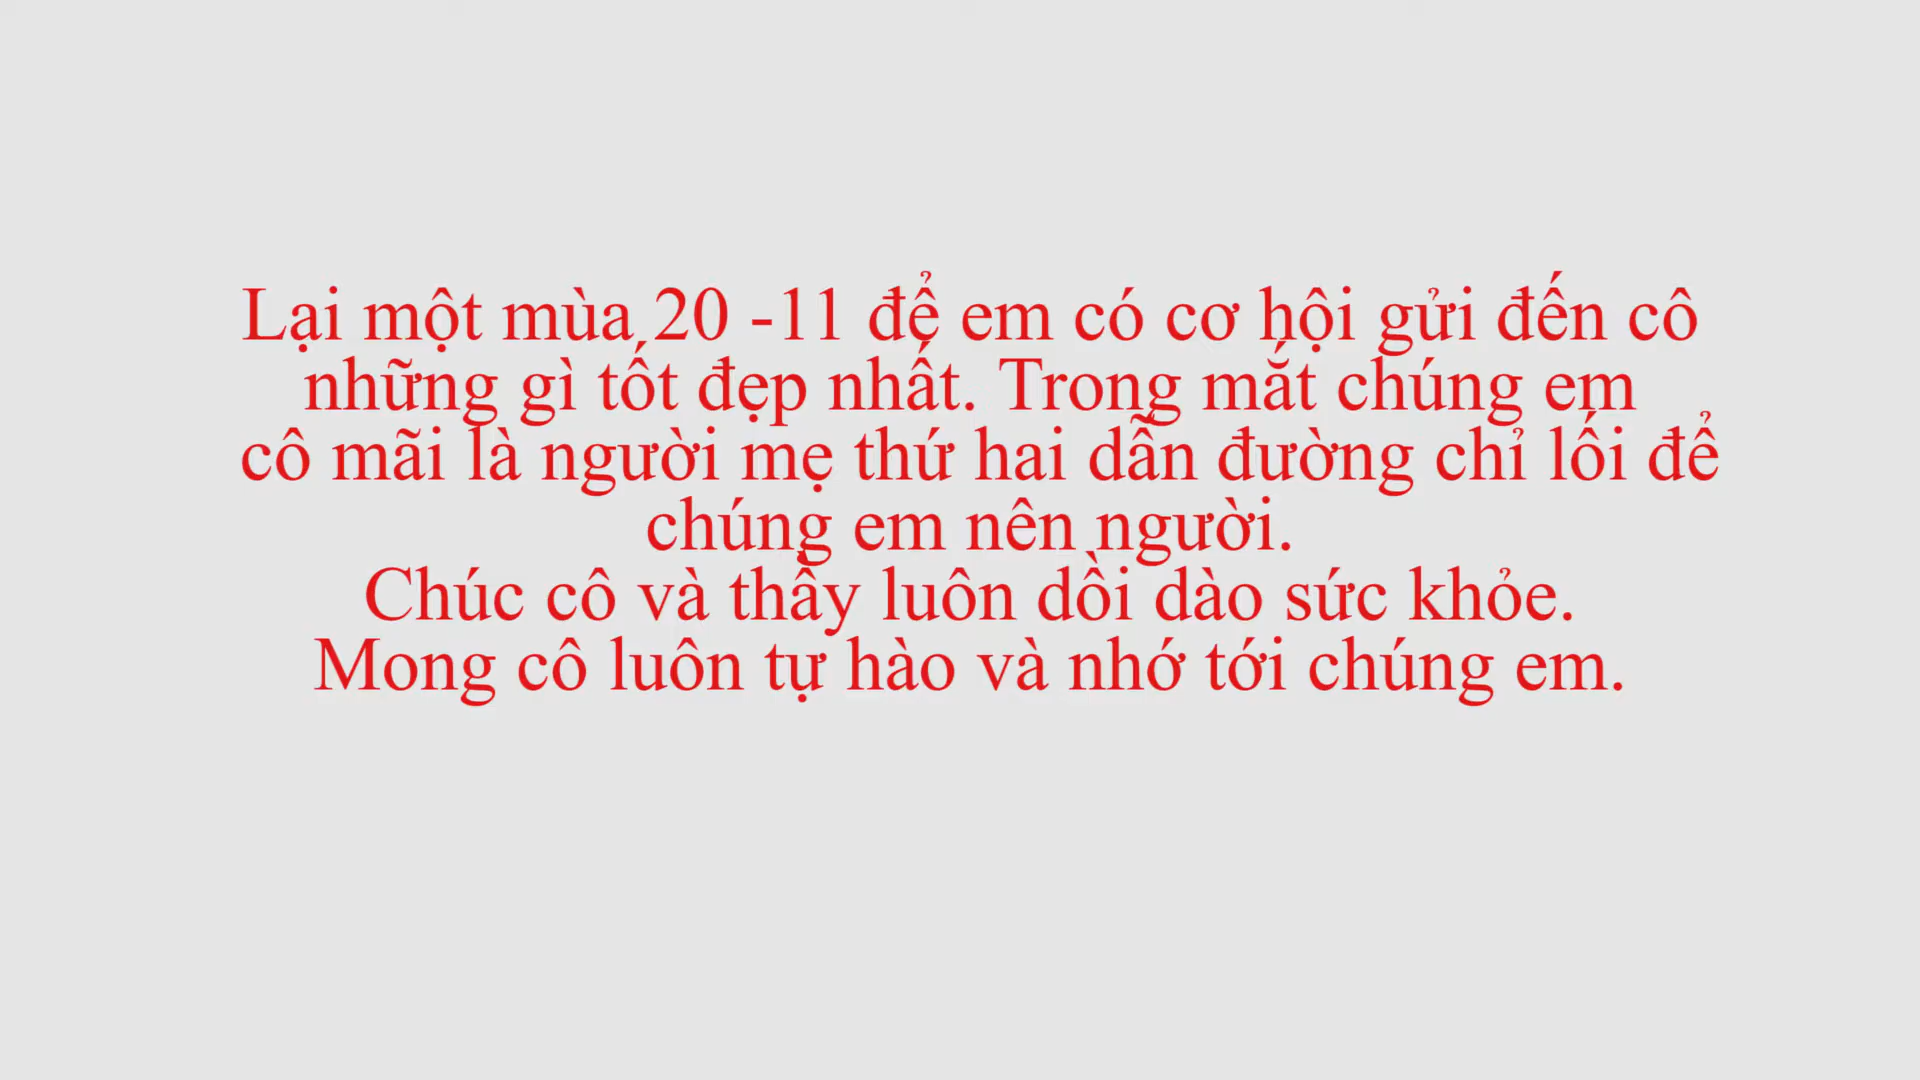 Lại một mùa 20 -11 để em có cơ hội gửi đến cô
những gì tốt đẹp nhất. Trong mắt chúng em
cô mãi là người mẹ thứ hai dẫn đường chỉ lối để
chúng em nên người.
Chúc cô và thầy luôn dồi dào sức khỏe.
Mong cô luôn tự hào và nhớ tới chúng em.